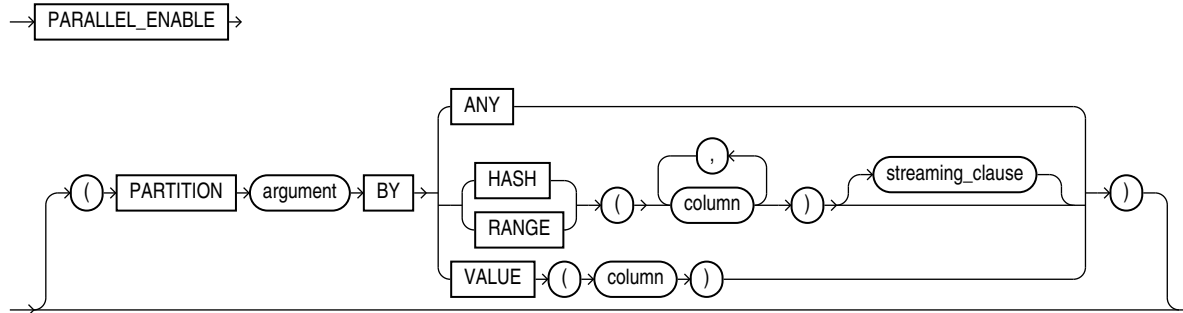 PARALLEL_ENABLE
ANY
( PARTITION argument BY HASH ( column , ) streaming_clause )
RANGE
VALUE ( column )